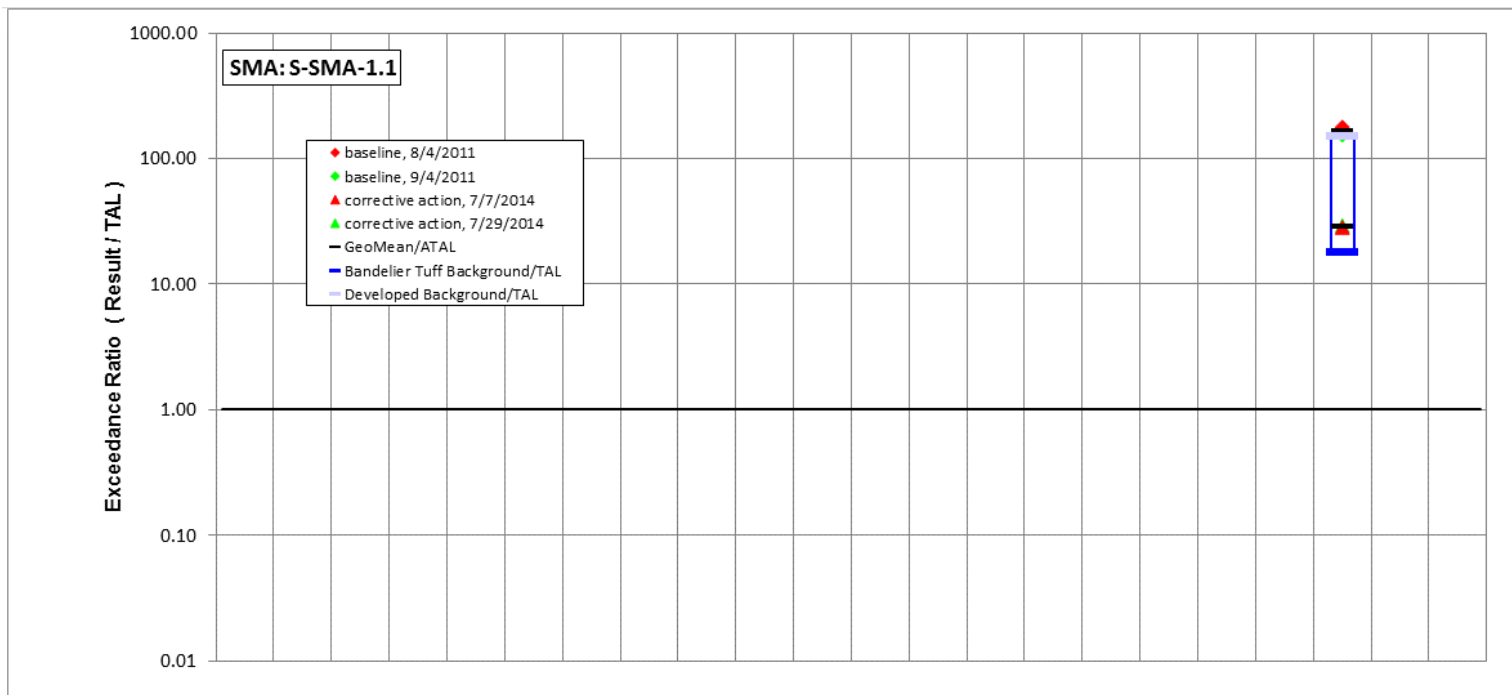 1000.00
SMA: S-SMA-1.1
baseline, 8/4/2011
100.00
baseline, 9/4/2011
corrective action, 7/7/2014
corrective action, 7/29/2014
GeoMean/ATAL
Bandelier Tuff Background/TAL
10.00
Developed Background/TAL
Exceedance Ratio ( Result / TAL )
1.00
0.10
0.01